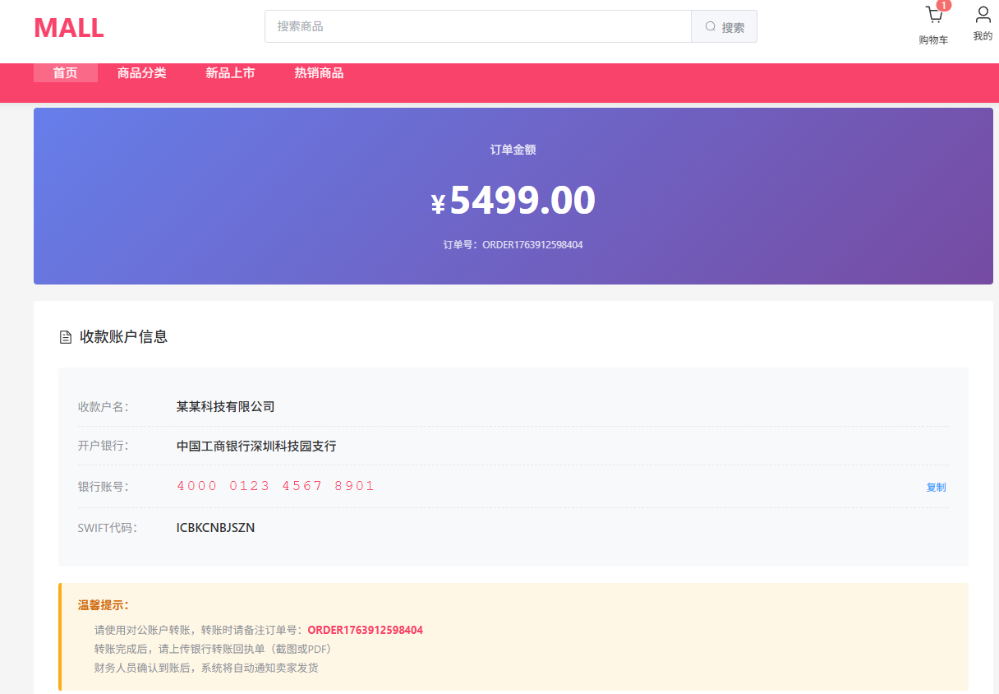 MALL
搜索商品
搜索
1
购物车
我的
首页
商品分类
新品上市
热销商品
订单金额
¥5499.00
订单号：ORDER1763912598404
收款账户信息
收款户名：
某某科技有限公司
开户银行：
中国工商银行深圳科技园支行
银行账号：
4000 0123 4567 8901
复制
SWIFT代码：
ICBKCNBJSZN
温馨提示：
请使用对公账户转账，转账时请备注订单号：ORDER1763912598404
转账完成后，请上传银行转账回执单（截图或PDF）
财务人员确认到账后，系统将自动通知卖家发货